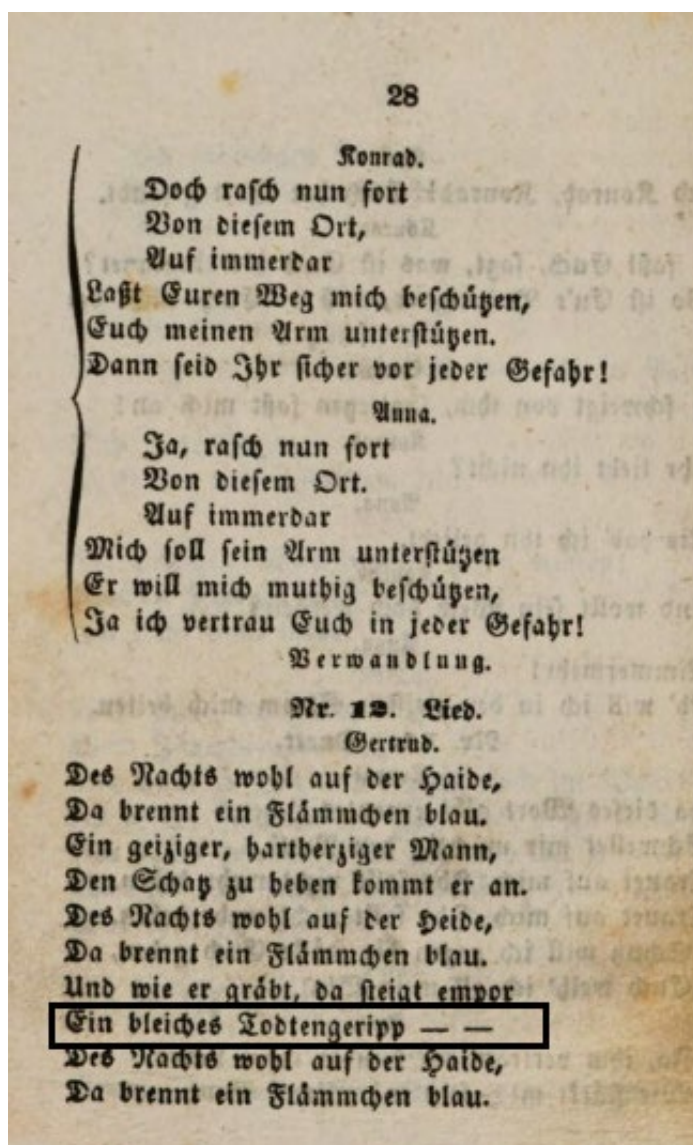 28
Konrad.
Doch rasch nun fort
Von diesem Ort,
Auf immerdar
Laßt Euren Weg mich beschützen,
Euch meinen Arm unterstützen.
Dann seid Ihr sicher vor jeder Gefahr!
Anna.
Ja, rasch nun fort
Von diesem Ort.
Auf immerdar
Mich soll sein Arm unterstützen
Er will mich muthig beschützen,
Ja ich vertrau Euch in jeder Gefahr!
Verwandlung.
Nr. 12. Lied.
Gertrud.
Des Nachts wohl auf der Haide,
Da brennt ein Flämmchen blau.
Ein geiziger, hartherziger Mann,
Den Schatz zu heben kommt er an.
Des Nachts wohl auf der Heide,
Da brennt ein Flämmchen blau.
Und wie er gräbt, da steigt empor
Ein bleiches Todtengeripp — —
Des Nachts wohl auf der Haide,
Da brennt ein Flämmchen blau.